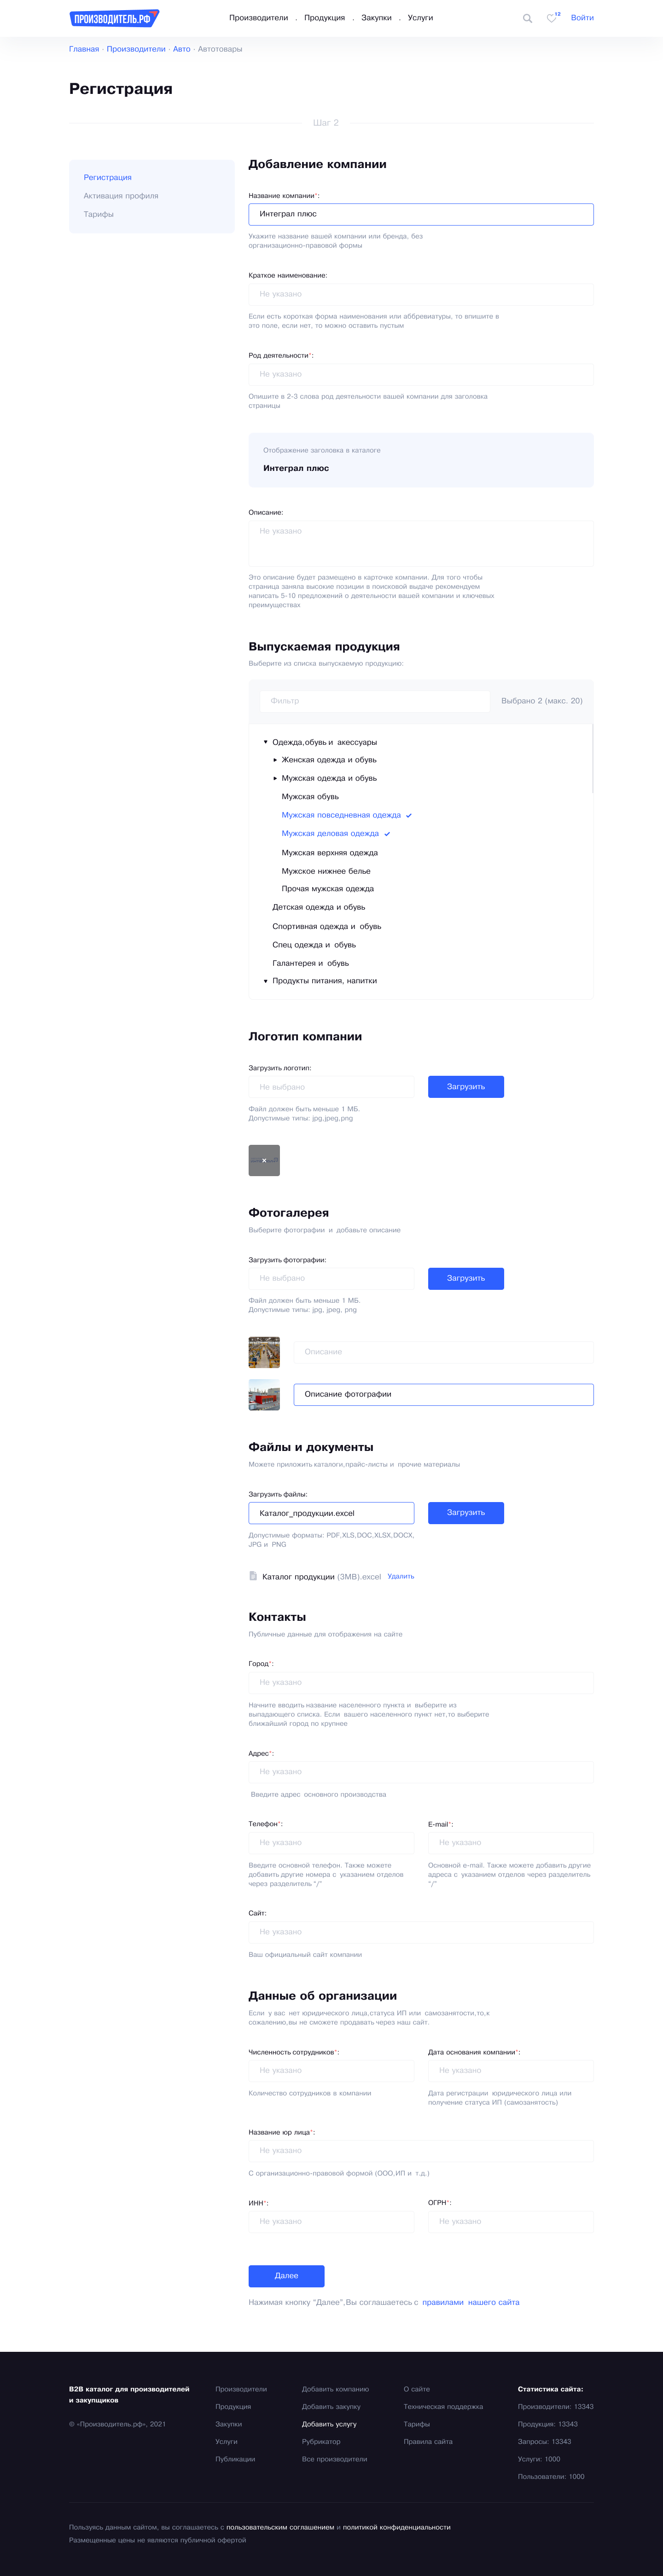 ПРОИЗВОДИТЕЛЬ.РФ
Производители . Продукция . Закупки . Услуги
12
Войти
Главная · Производители · Авто · Автотовары
Регистрация
Шаг 2
Регистрация
Активация профиля
Тарифы
Добавление компании
Название компании*:
Интеграл плюс
Укажите название вашей компании или бренда, без
организационно-правовой формы
Краткое наименование:
Не указано
Если есть короткая форма наименования или аббревиатуры, то впишите в
это поле, если нет, то можно оставить пустым
Род деятельности*:
Не указано
Опишите в 2-3 слова род деятельности вашей компании для заголовка
страницы
Отображение заголовка в каталоге
Интеграл плюс
Описание:
Не указано
Это описание будет размещено в карточке компании. Для того чтобы
страница заняла высокие позиции в поисковой выдаче рекомендуем
написать 5-10 предложений о деятельности вашей компании и ключевых
преимуществах
Выпускаемая продукция
Выберите из списка выпускаемую продукцию:
Фильтр
Выбрано 2 (макс. 20)
Одежда,обувь и акессуары
Женская одежда и обувь
Мужская одежда и обувь
Мужская обувь
Мужская повседневная одежда
Мужская деловая одежда
Мужская верхняя одежда
Мужское нижнее белье
Прочая мужская одежда
Детская одежда и обувь
Спортивная одежда и обувь
Спец одежда и обувь
Галантерея и обувь
Продукты питания, напитки
Логотип компании
Загрузить логотип:
Не выбрано
Загрузить
Файл должен быть меньше 1 МБ.
Допустимые типы: jpg,jpeg,png
Фотогалерея
Выберите фотографии и добавьте описание
Загрузить фотографии:
Не выбрано
Загрузить
Файл должен быть меньше 1 МБ.
Допустимые типы: jpg, jpeg, png
Описание
Описание фотографии
Файлы и документы
Можете приложить каталоги,прайс-листы и прочие материалы
Загрузить файлы:
Каталог_продукции.excel
Загрузить
Допустимые форматы: PDF,XLS,DOC,XLSX,DOCX,
JPG и PNG
Каталог продукции (3MB).excel Удалить
Контакты
Публичные данные для отображения на сайте
Город*:
Не указано
Начните вводить название населенного пункта и выберите из
выпадающего списка. Если вашего населенного пункт нет,то выберите
ближайший город по крупнее
Адрес*:
Не указано
Введите адрес основного производства
Телефон*:
Не указано
Введите основной телефон. Также можете
добавить другие номера с указанием отделов
через разделитель "/"
E-mail*:
Не указано
Основной e-mail. Также можете добавить другие
адреса с указанием отделов через разделитель
"/"
Сайт:
Не указано
Ваш официальный сайт компании
Данные об организации
Если у вас нет юридического лица,статуса ИП или самозанятости,то,к
сожалению,вы не сможете продавать через наш сайт.
Численность сотрудников*:
Не указано
Количество сотрудников в компании
Дата основания компании*:
Не указано
Дата регистрации юридического лица или
получение статуса ИП (самозанятость)
Название юр лица*:
Не указано
С организационно-правовой формой (ООО,ИП и т.д.)
ИНН*:
Не указано
ОГРН*:
Не указано
Далее
Нажимая кнопку "Далее",Вы соглашаетесь с правилами нашего сайта
B2B каталог для производителей
и закупщиков
© «Производитель.рф», 2021
Производители
Продукция
Закупки
Услуги
Публикации
Добавить компанию
Добавить закупку
Добавить услугу
Рубрикатор
Все производители
О сайте
Техническая поддержка
Тарифы
Правила сайта
Статистика сайта:
Производители: 13343
Продукция: 13343
Запросы: 13343
Услуги: 1000
Пользователи: 1000
Пользуясь данным сайтом, вы соглашаетесь с пользовательским соглашением и политикой конфиденциальности
Размещенные цены не являются публичной офертой